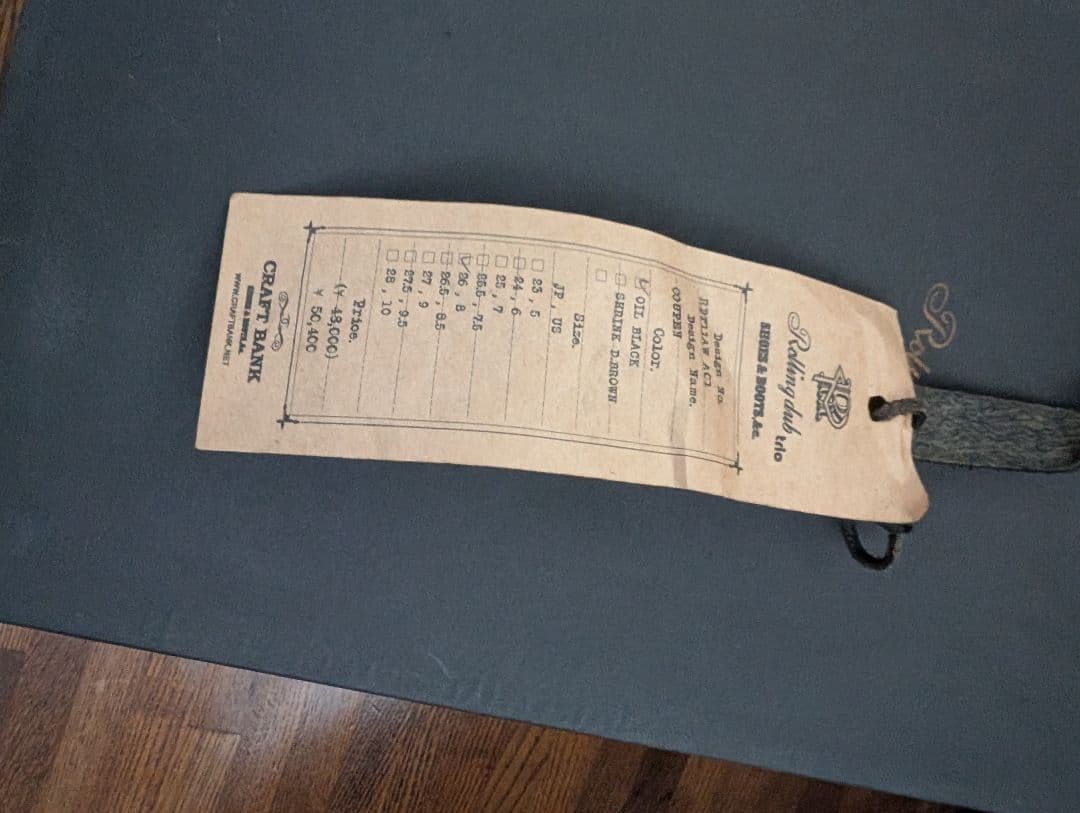 Rolling dub trio
SHOES & BOOTS,&c.
Design No.
Design Name.
COUPEN
Color.
OIL BLACK
SHRINK D.BROWN
Size.
JP , US
23 , 5
24 , 6
25 , 7
25.5 , 7.5
26 , 8
26.5 , 8.5
27 , 9
27.5 , 9.5
28 , 10
Price.
(¥ 48,000)
¥ 50,400
CRAFT BANK
WWW.CRAFTBANK.NET